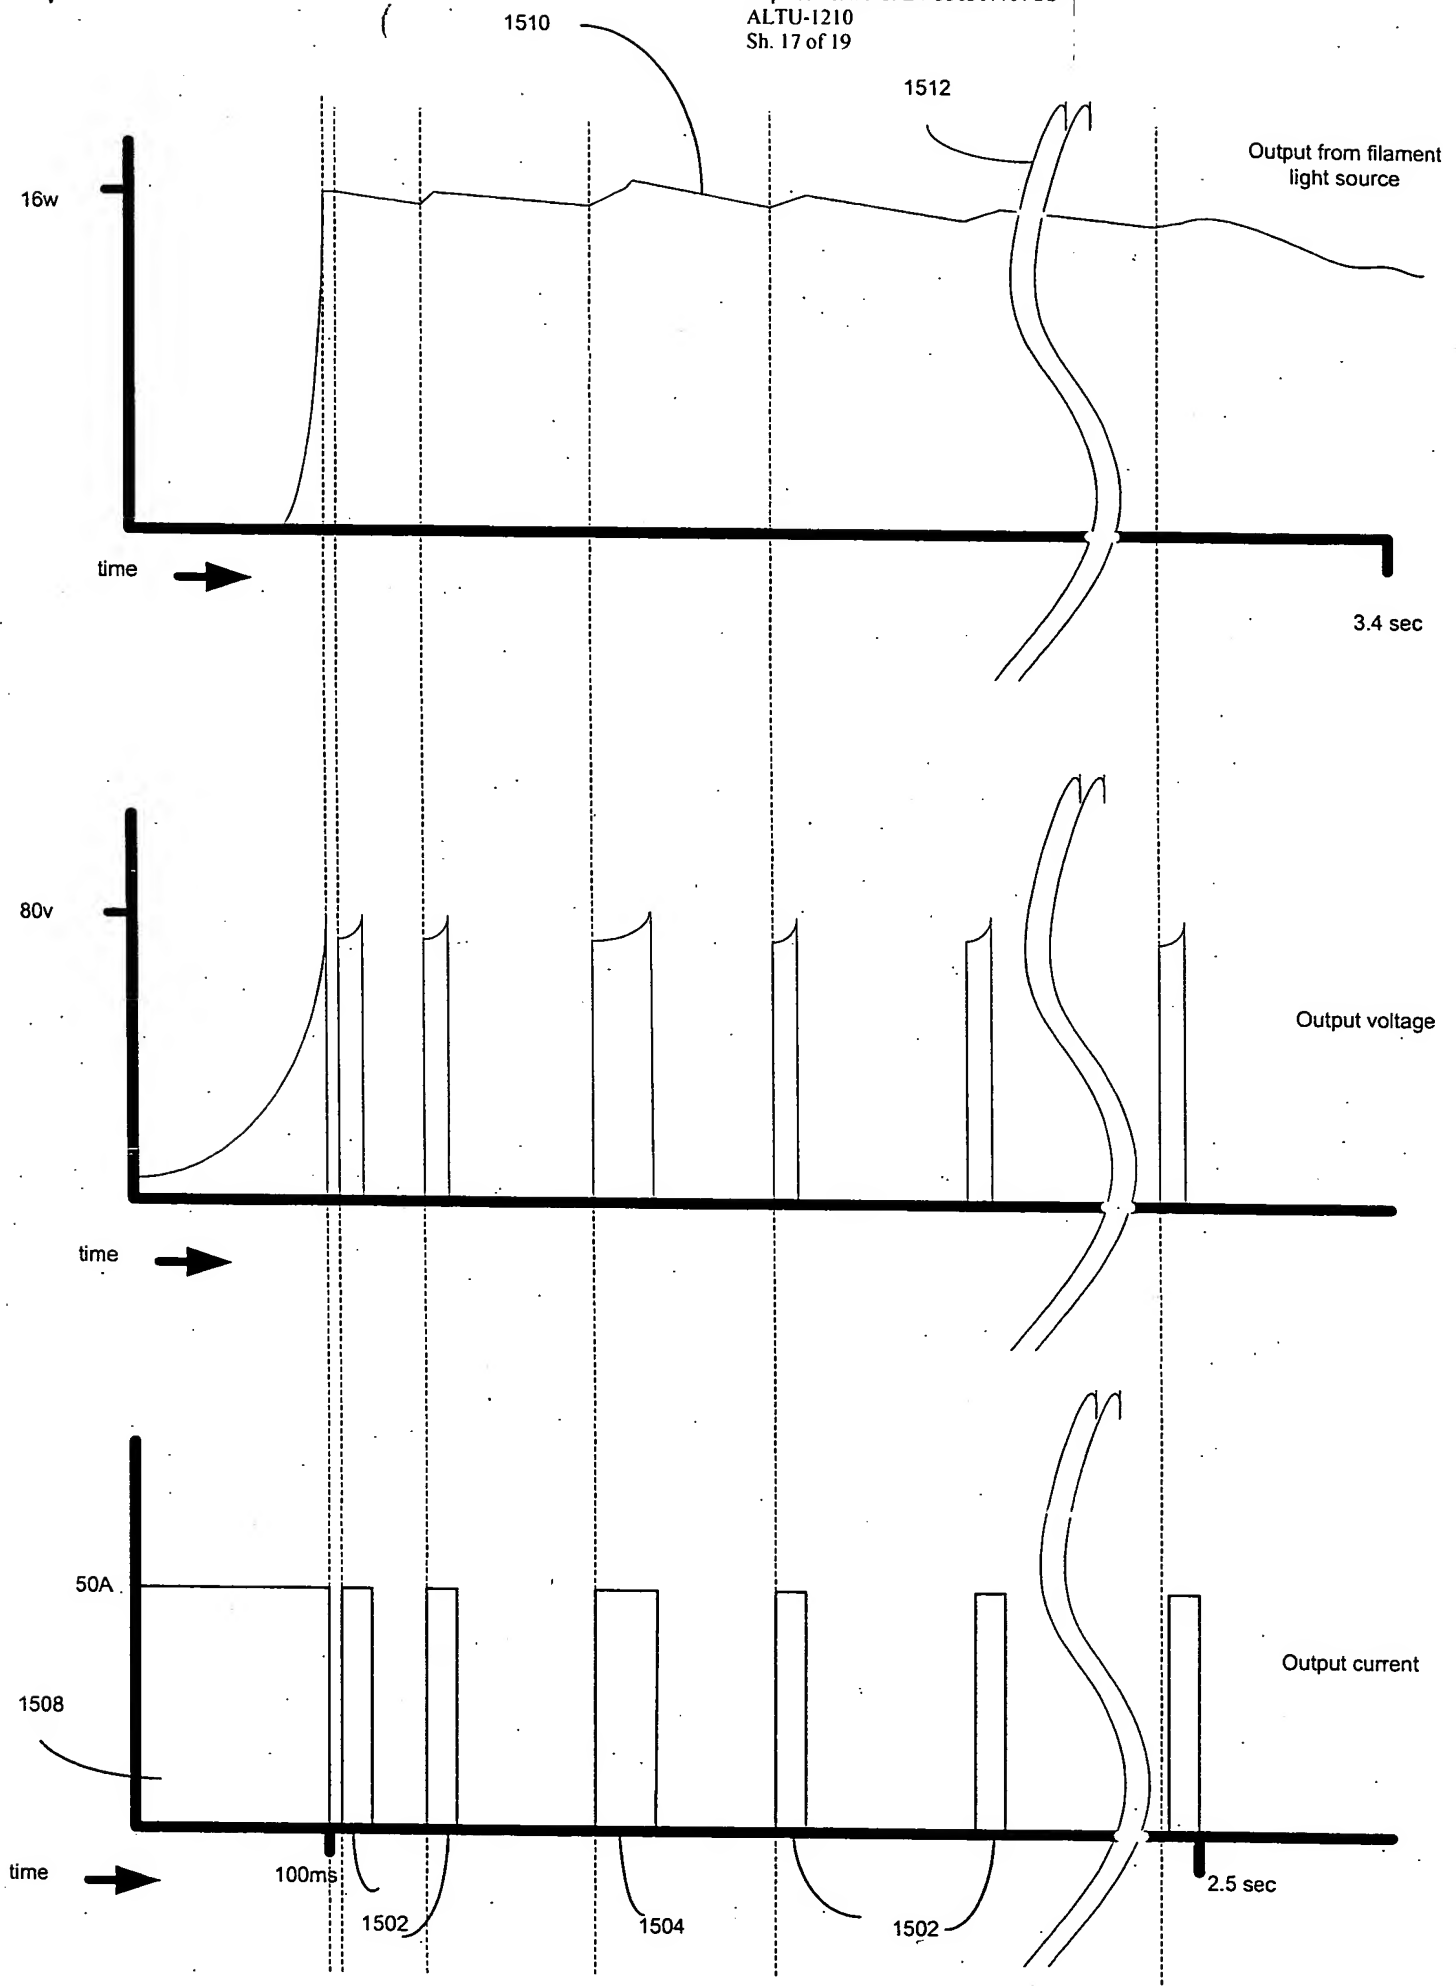 ALTU-1210
Sh. 17 of 19
1510
1512
Output from filament
light source
16w
time
3.4 sec
80v
Output voltage
time
50A
Output current
1508
time
100ms
2.5 sec
1502
1504
1502